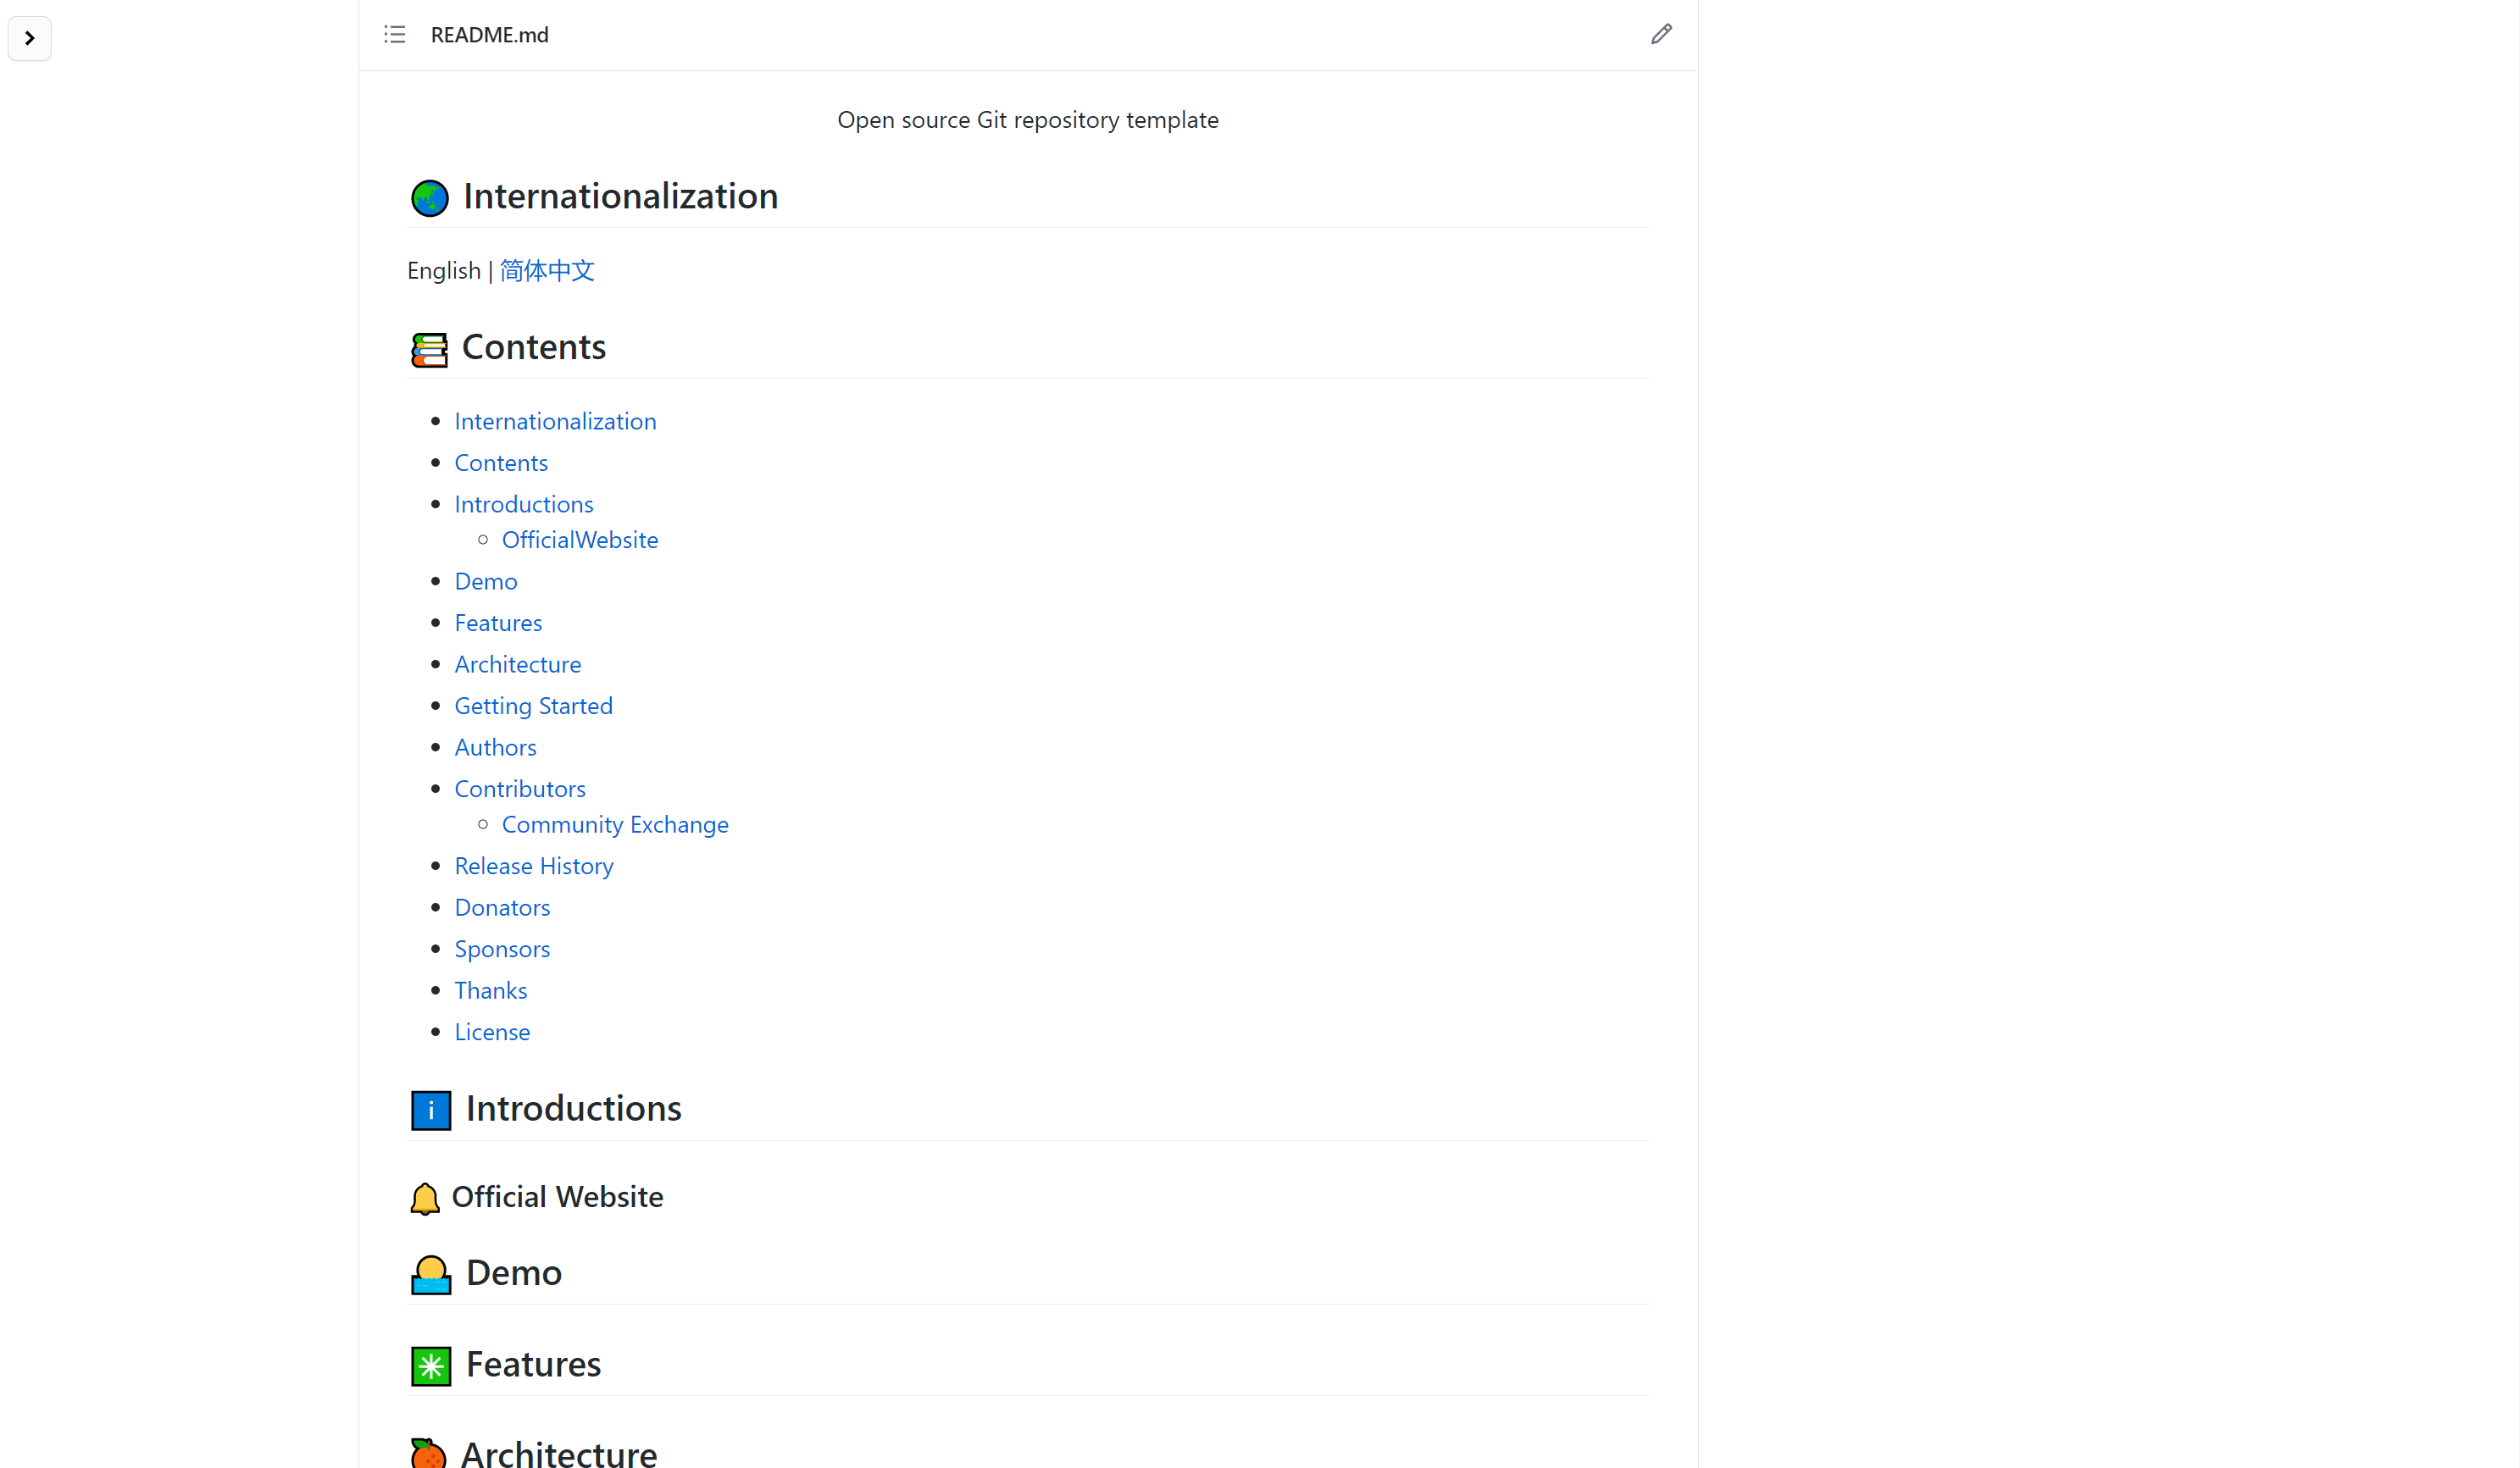 README.md
Open source Git repository template
Internationalization
English | 简体中文
Contents
Internationalization
Contents
Introductions
OfficialWebsite
Demo
Features
Architecture
Getting Started
Authors
Contributors
Community Exchange
Release History
Donators
Sponsors
Thanks
License
Introductions
Official Website
Demo
Features
Architecture